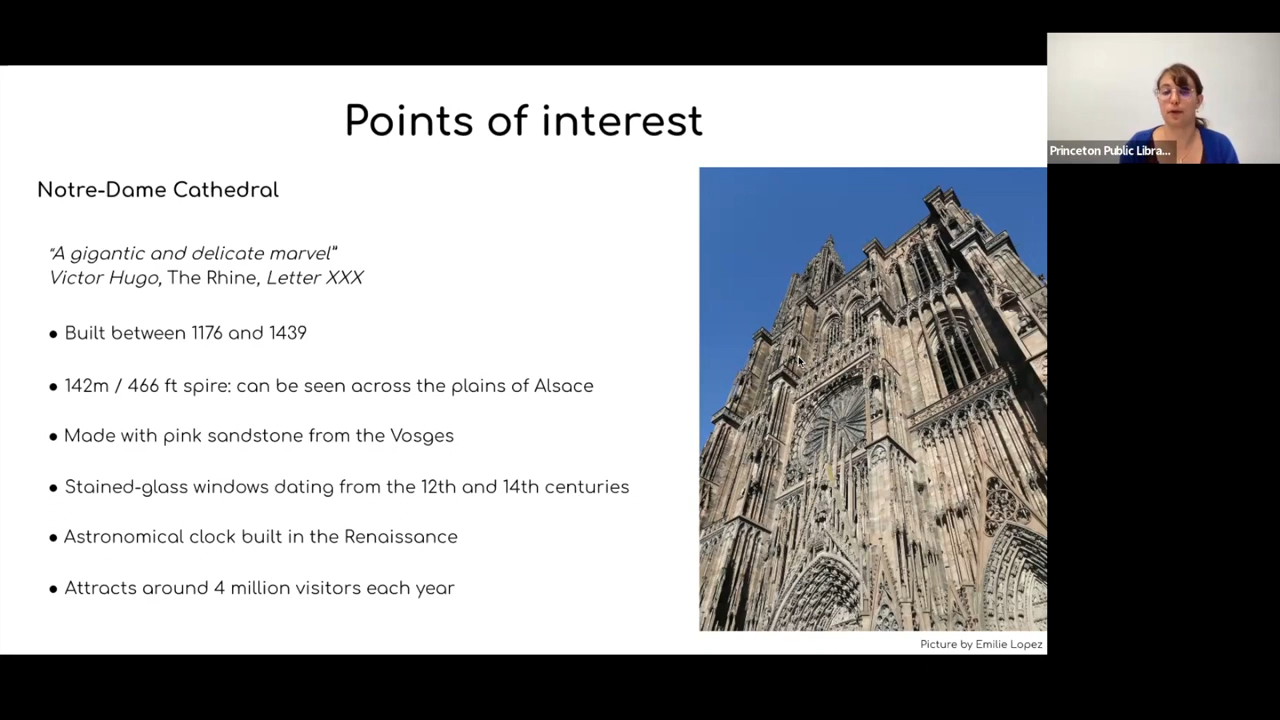 Points of interest
Princeton Public Libra...
Notre-Dame Cathedral
“A gigantic and delicate marvel”
Victor Hugo, The Rhine, Letter XXX
● Built between 1176 and 1439
● 142m / 466 ft spire: can be seen across the plains of Alsace
● Made with pink sandstone from the Vosges
● Stained-glass windows dating from the 12th and 14th centuries
● Astronomical clock built in the Renaissance
● Attracts around 4 million visitors each year
Picture by Emilie Lopez